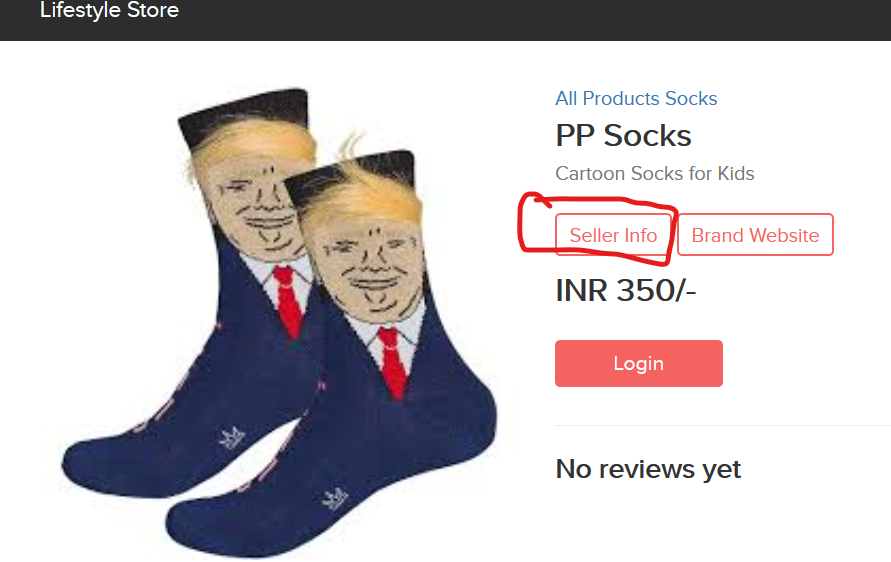 Lifestyle Store
All Products Socks
PP Socks
Cartoon Socks for Kids
Seller Info Brand Website
INR 350/-
Login
No reviews yet